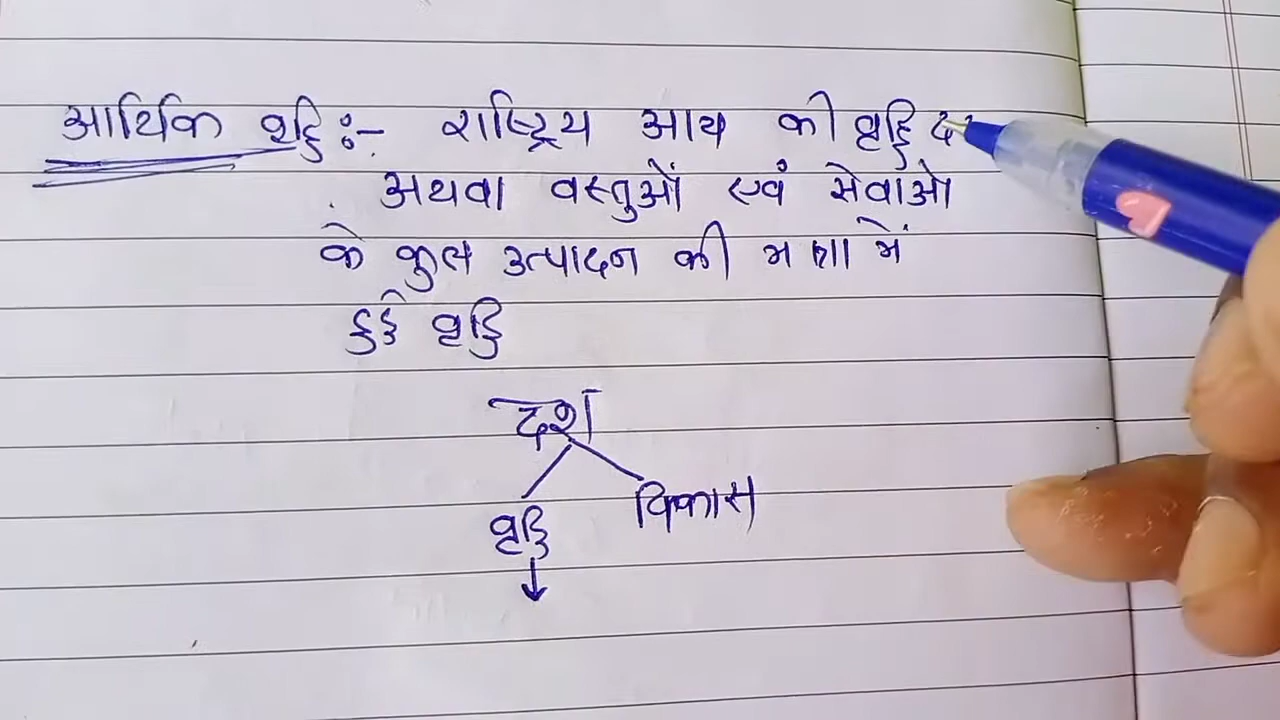 आर्थिक वृद्धि :- राष्ट्रिय आय की वृद्धि
अथवा वस्तुओं एवं सेवाओ
के कुल उत्पादन की मात्रा में
हुई वृद्धि
देश
वृद्धि विकास